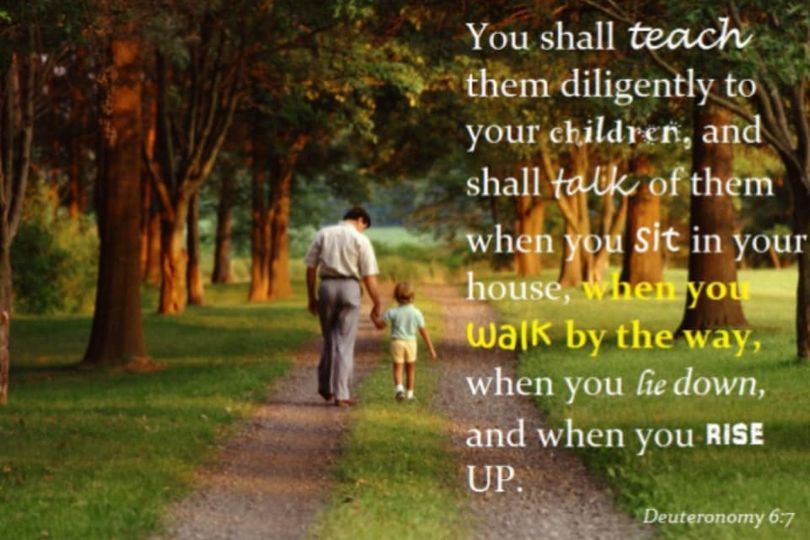 You shall teach
them diligently to
your children, and
shall talk of them
when you sit in your
house, when you
walk by the way,
when you lie down,
and when you RISE
UP.
Deuteronomy 6:7